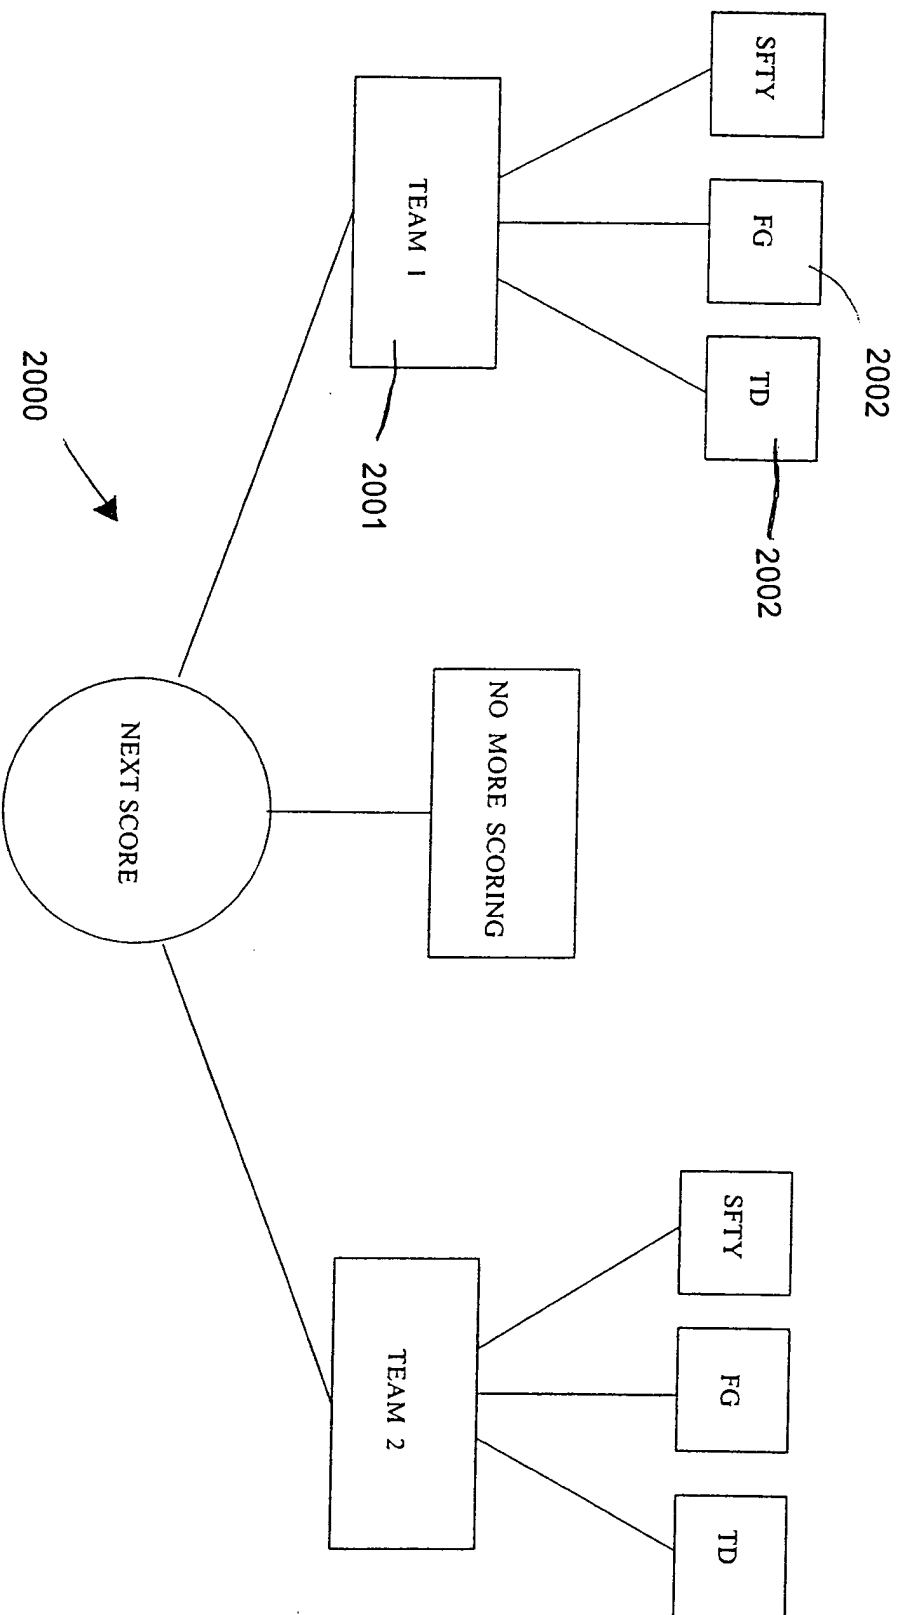 2002
SFTY
FG
TD
2002
TEAM 1
2001
NO MORE SCORING
SFTY
FG
TD
TEAM 2
NEXT SCORE
2000